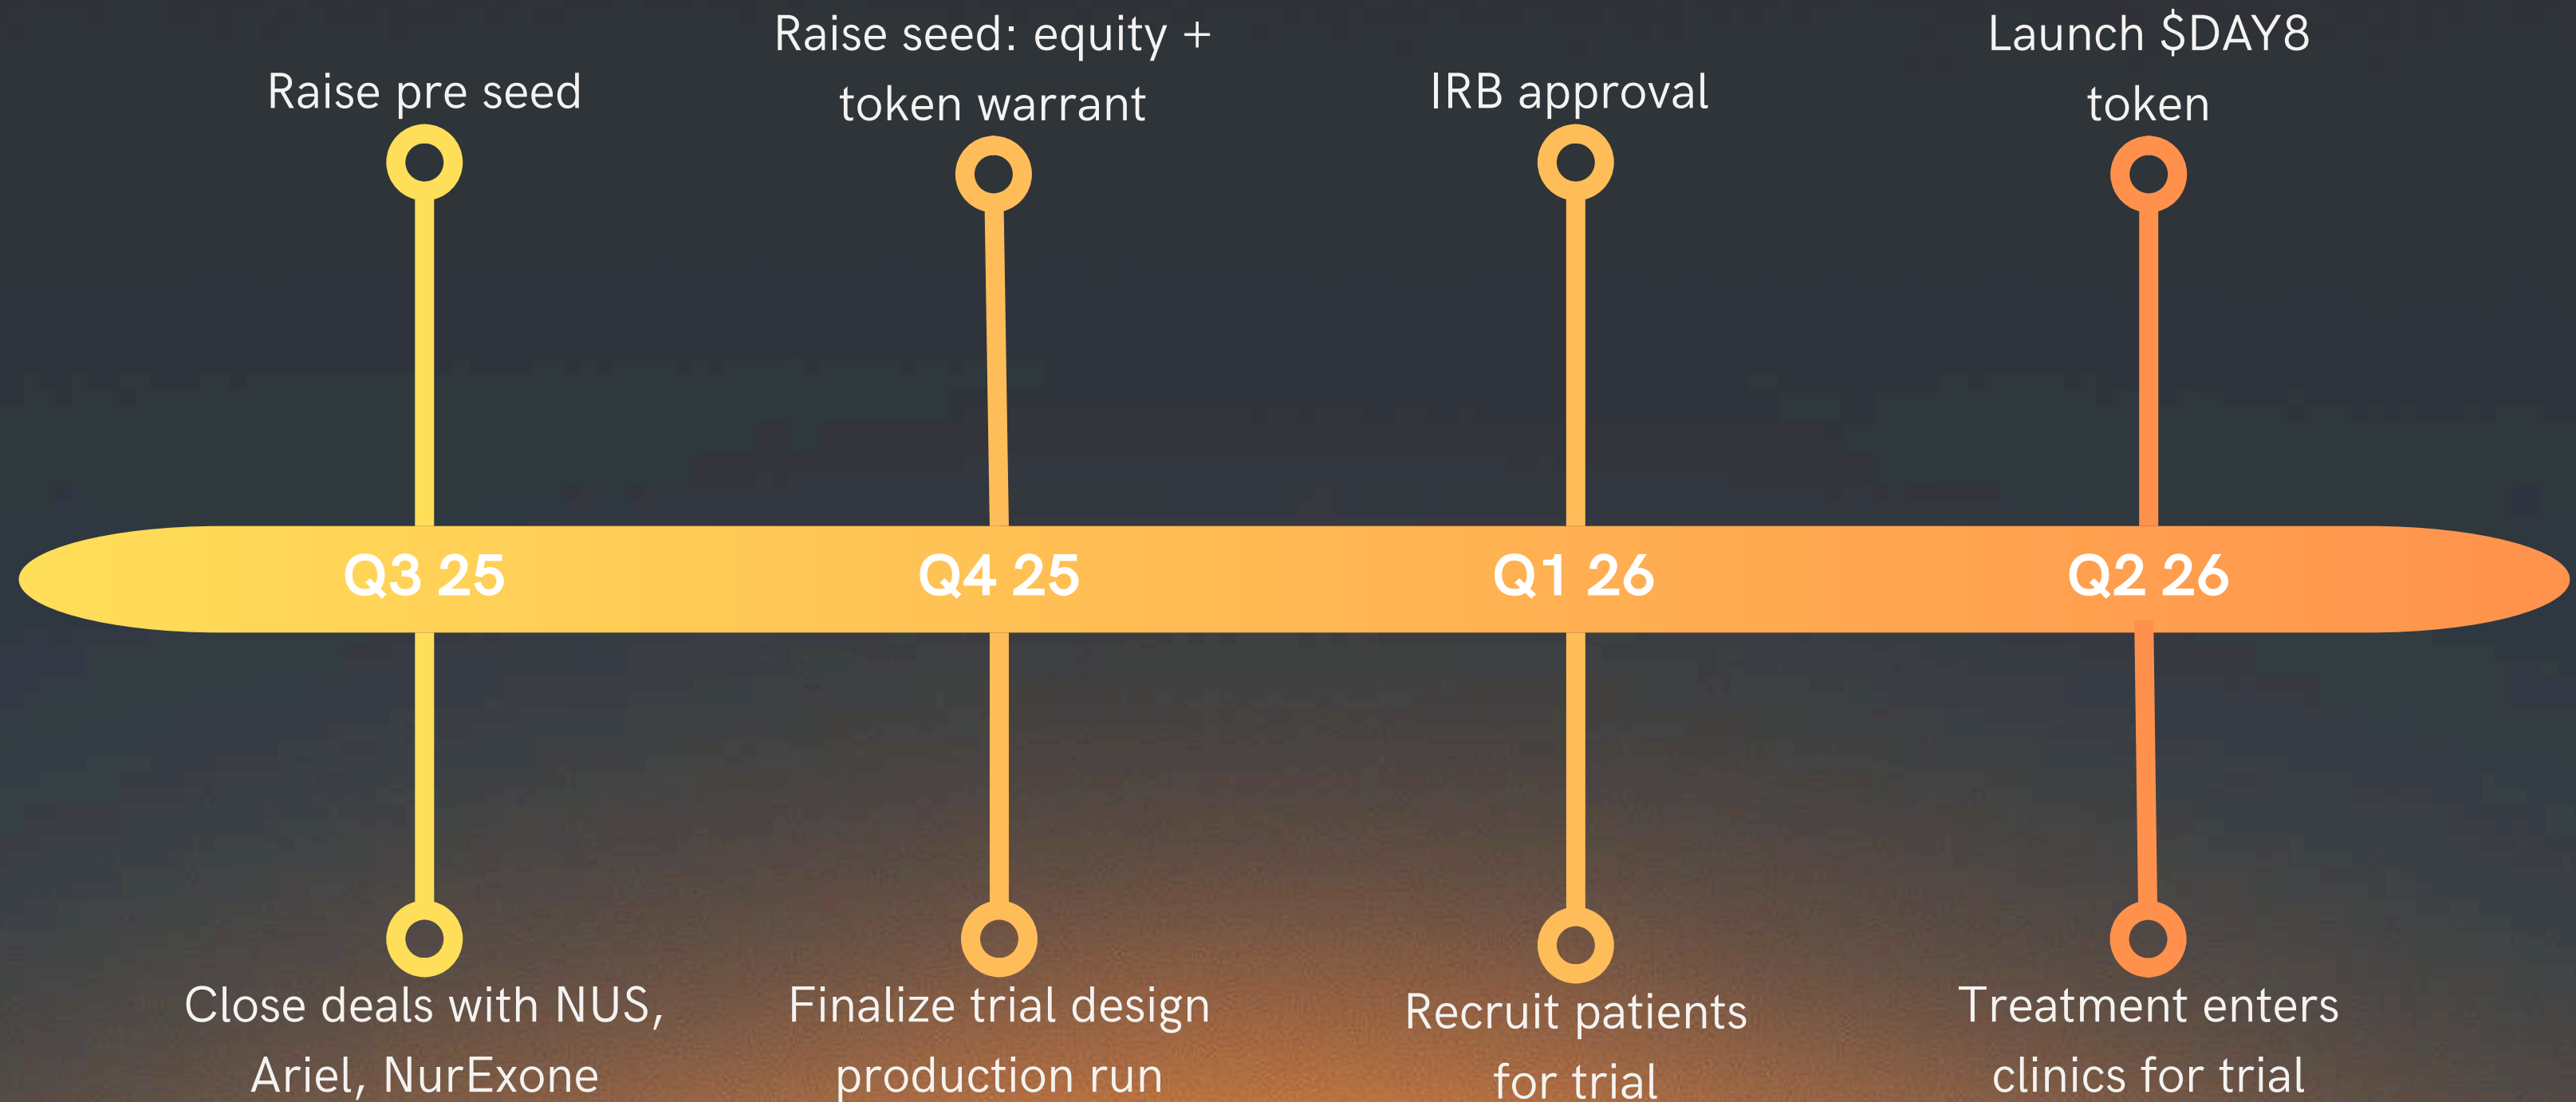 Raise pre seed
Raise seed: equity +
token warrant
IRB approval
Launch $DAY8
token
Q3 25
Q4 25
Q1 26
Q2 26
Close deals with NUS,
Ariel, NurExone
Finalize trial design
production run
Recruit patients
for trial
Treatment enters
clinics for trial